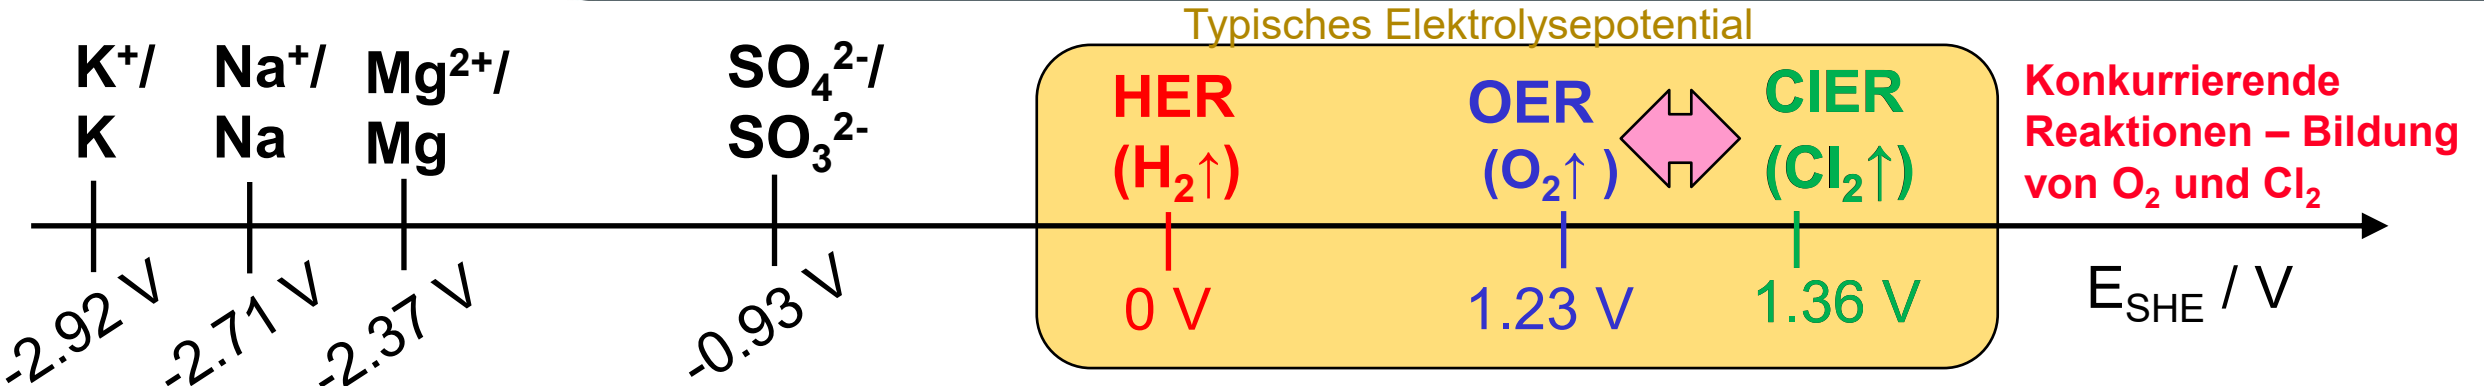 Typisches Elektrolysepotential
K⁺/
K
Na⁺/
Na
Mg²⁺/
Mg
SO₄²⁻/
SO₃²⁻
HER
(H₂↑)
OER
(O₂↑ )
ClER
(Cl₂↑)
Konkurrierende
Reaktionen – Bildung
von O₂ und Cl₂
-2.92 V
-2.71 V
-2.37 V
-0.93 V
0 V
1.23 V
1.36 V
E_SHE / V